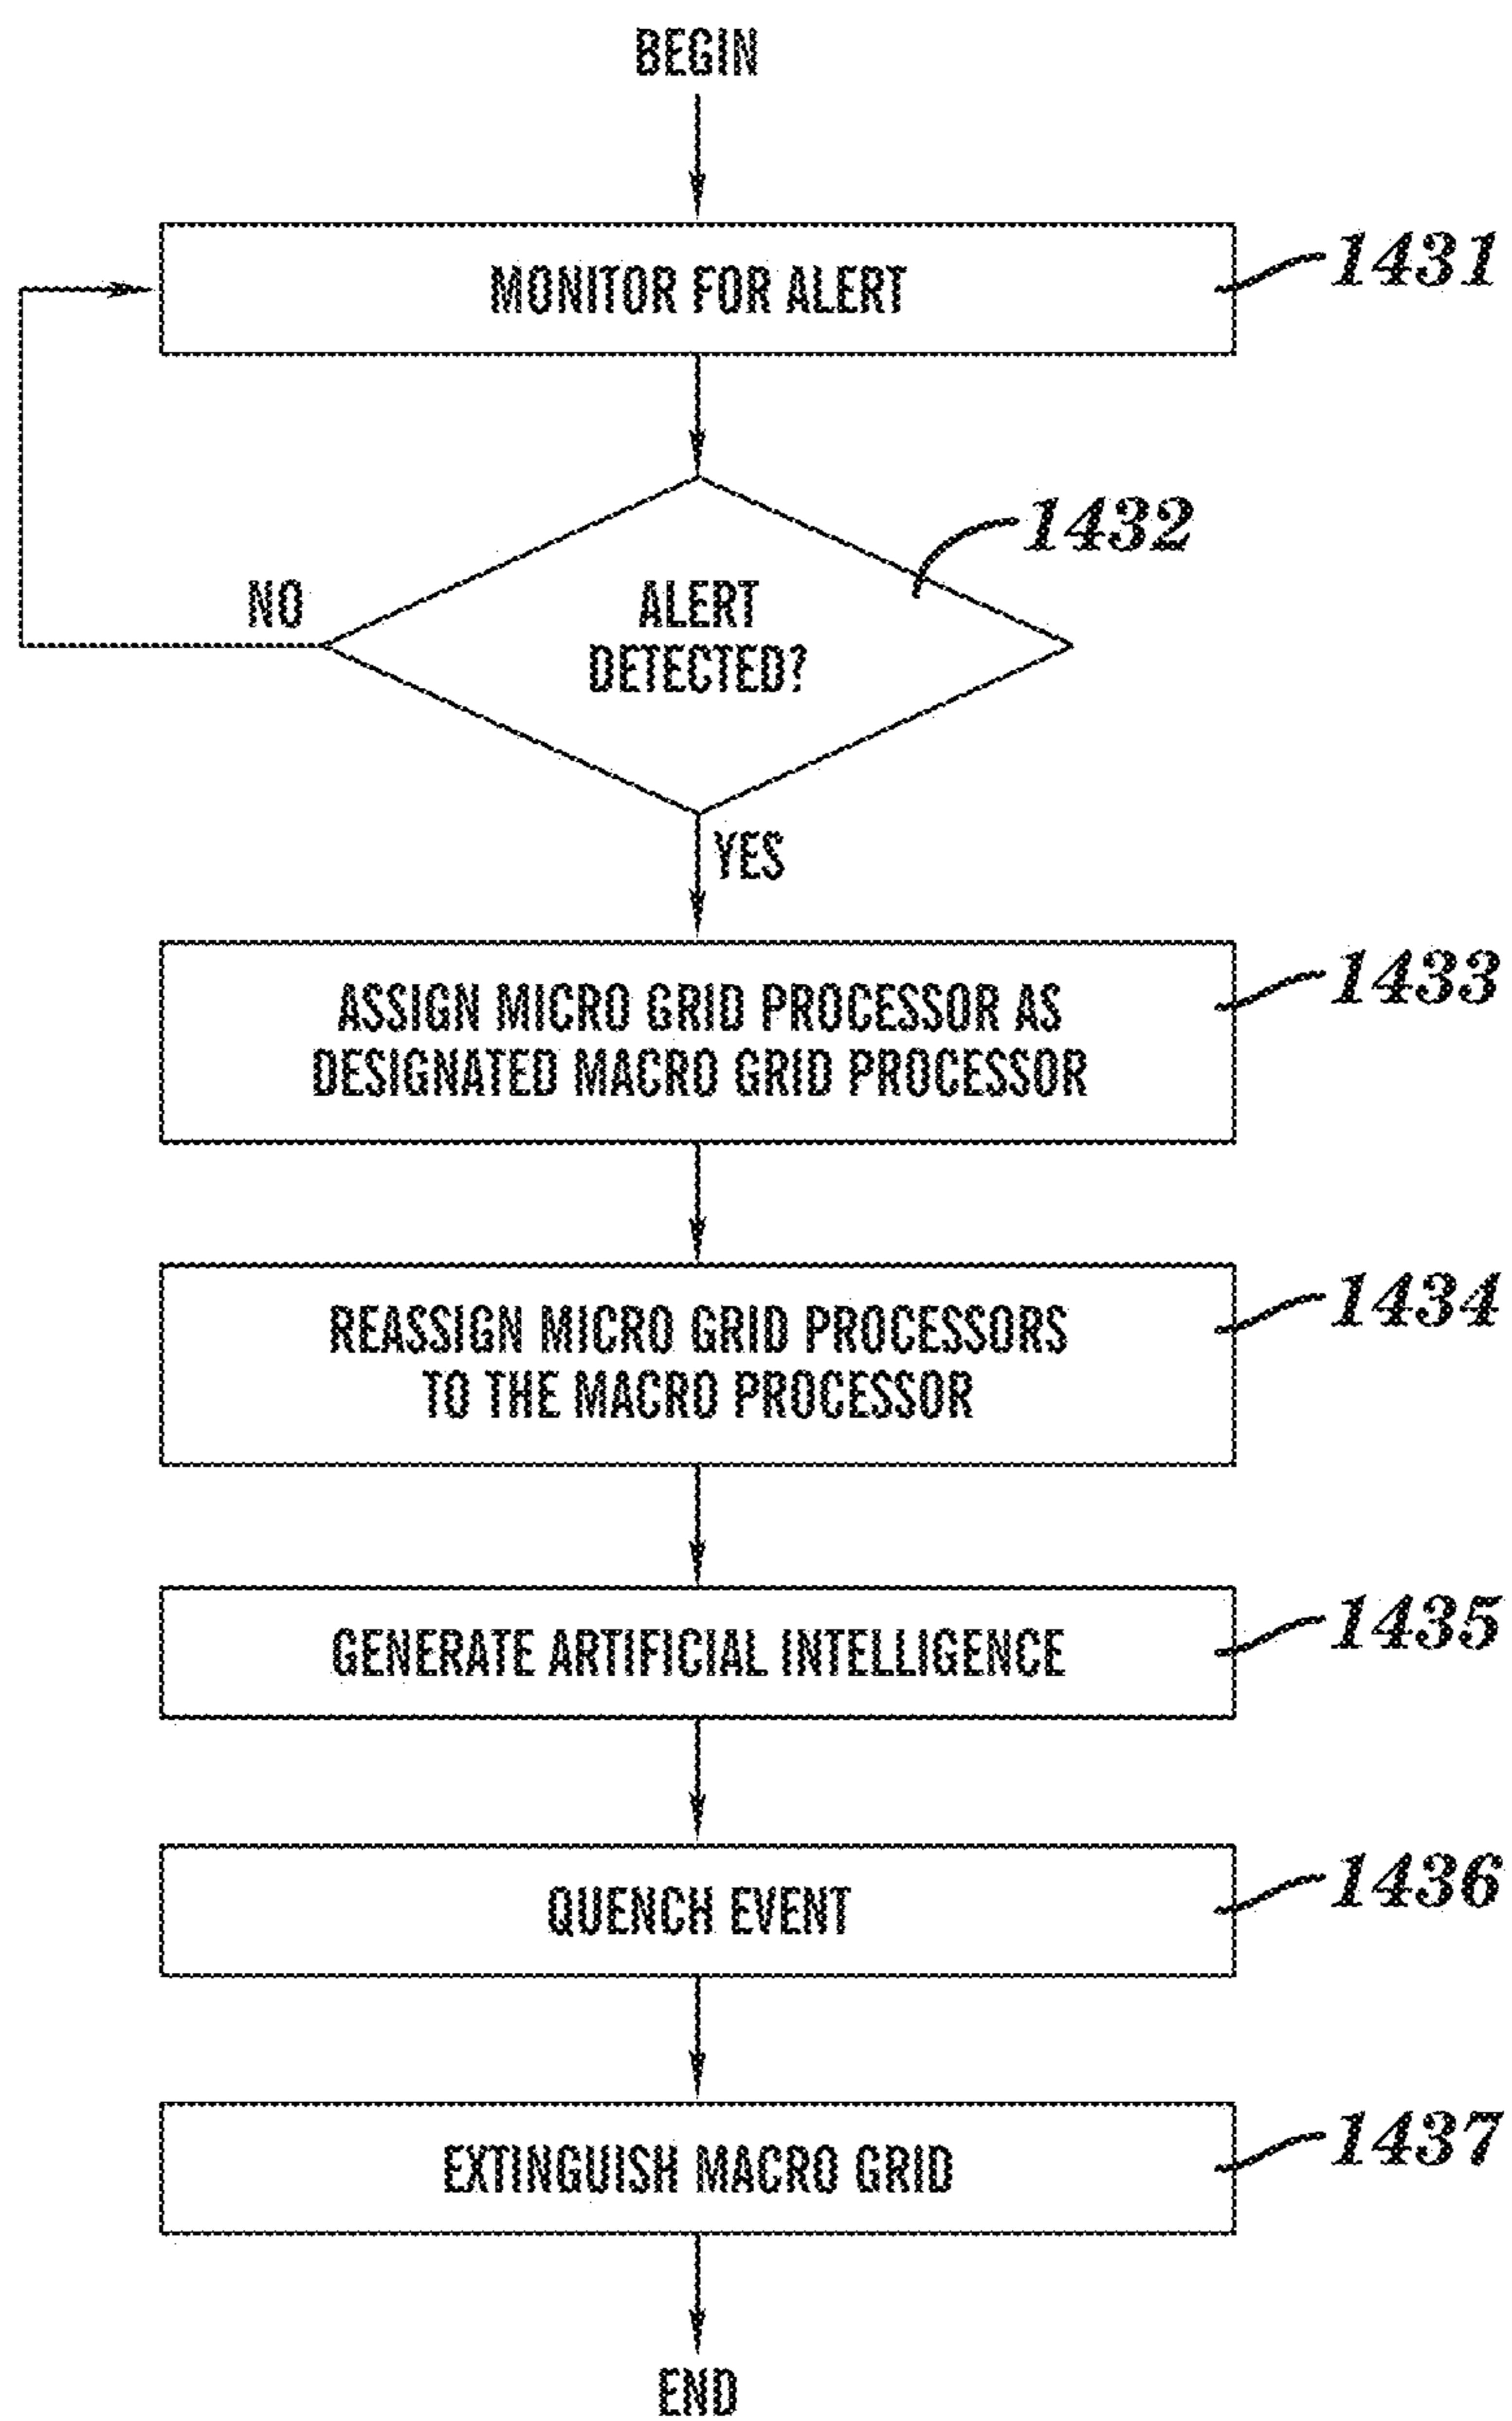 BEGIN
MONITOR FOR ALERT
1431
1432
ALERT
DETECTED?
NO
YES
ASSIGN MICRO GRID PROCESSOR AS
DESIGNATED MACRO GRID PROCESSOR
1433
REASSIGN MICRO GRID PROCESSORS
TO THE MACRO PROCESSOR
1434
GENERATE ARTIFICIAL INTELLIGENCE
1435
QUENCH EVENT
1436
EXTINGUISH MACRO GRID
1437
END